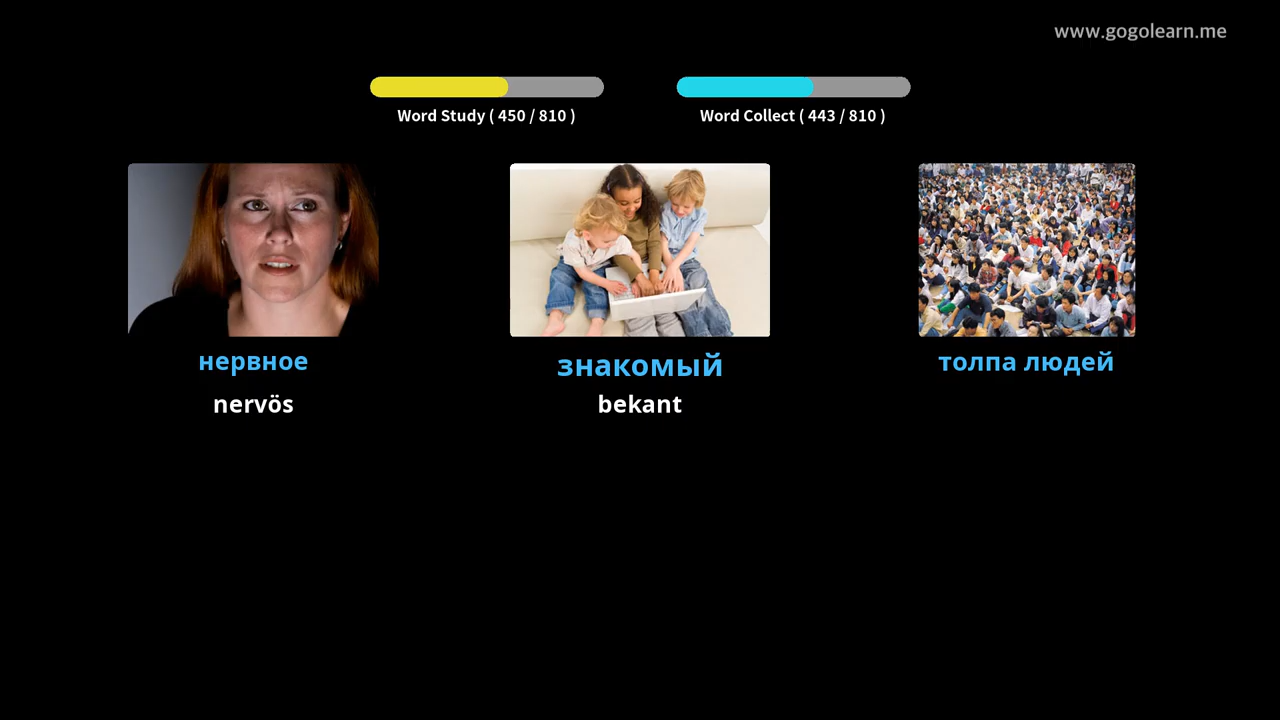 www.gogolearn.me
Word Study ( 450 / 810 )
Word Collect ( 443 / 810 )
нервное
nervös
знакомый
bekant
толпа людей